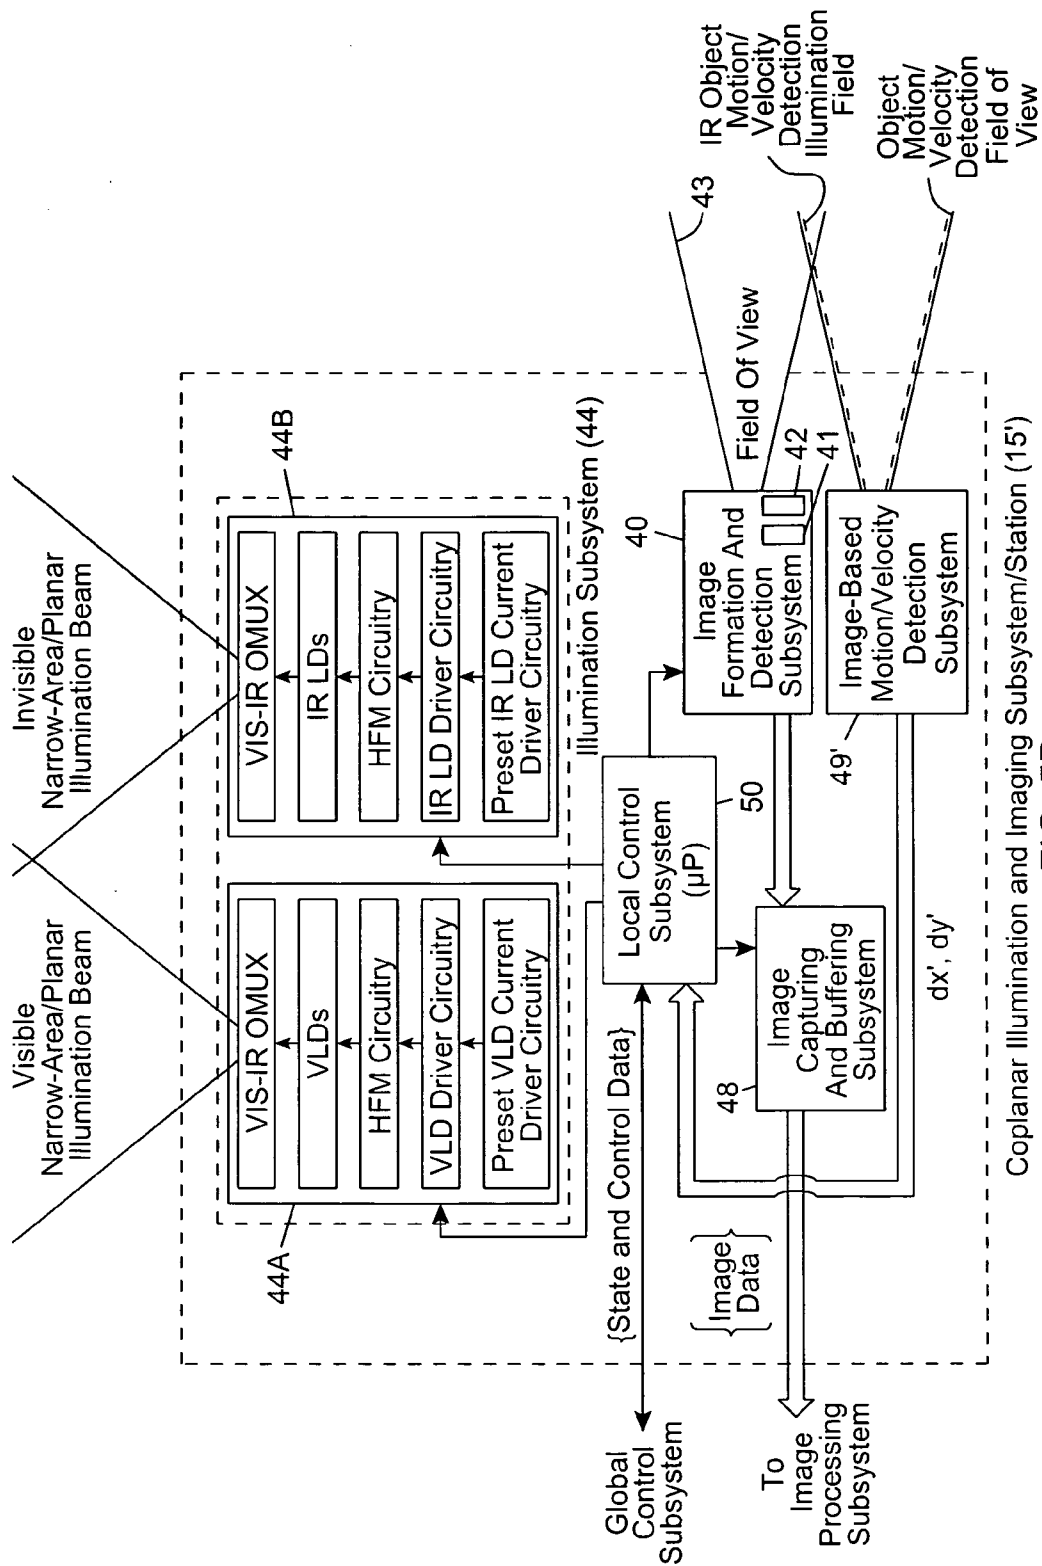 Visible
Narrow-Area/Planar
Illumination Beam
Invisible
Narrow-Area/Planar
Illumination Beam
44A
VIS-IR OMUX
VLDs
HFM Circuitry
VLD Driver Circuitry
Preset VLD Current
Driver Circuitry
44B
VIS-IR OMUX
IR LDs
HFM Circuitry
IR LD Driver Circuitry
Preset IR LD Current
Driver Circuitry
Illumination Subsystem (44)
Global
Control
Subsystem
{State and Control Data}
Local Control
Subsystem
(µP)
50
To
Image
Processing
Subsystem
{Image
Data}
48
Image
Capturing
And Buffering
Subsystem
40
Image
Formation And
Detection
Subsystem
42
41
Field Of View
43
IR Object
Motion/
Velocity
Detection
Illumination
Field
49'
Image-Based
Motion/Velocity
Detection
Subsystem
Object
Motion/
Velocity
Detection
Field of
View
dx', dy'
Coplanar Illumination and Imaging Subsystem/Station (15')